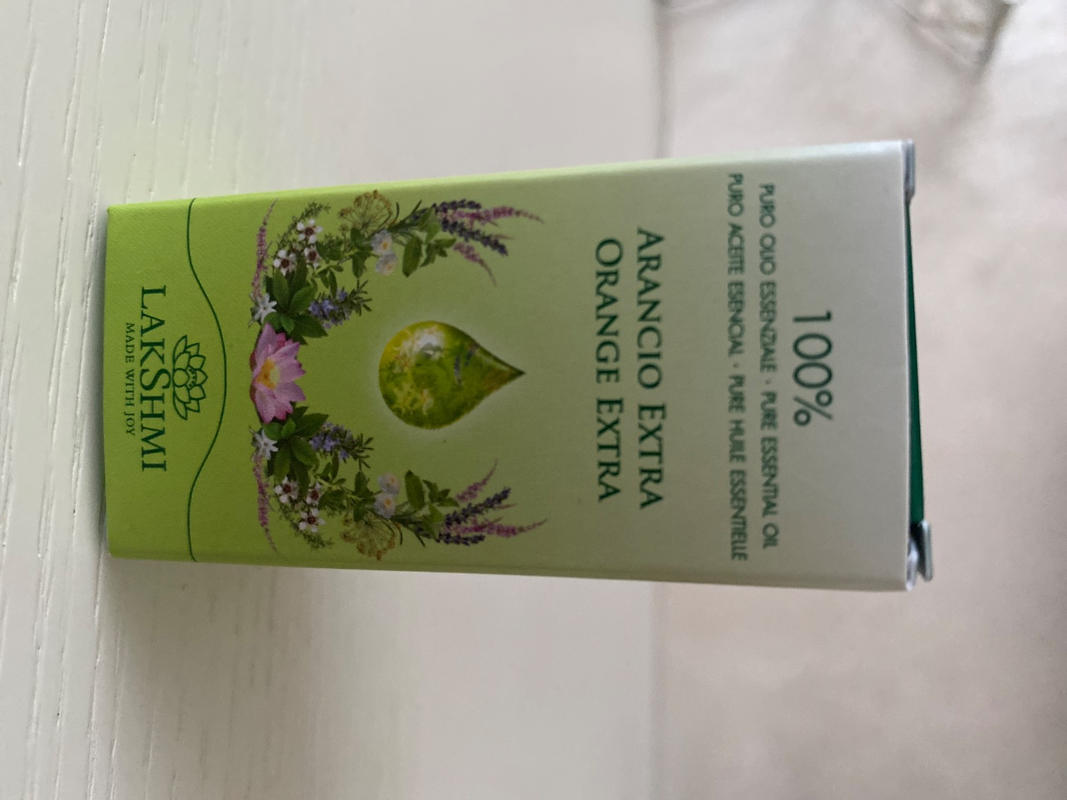 100%
PURO OLIO ESSENZIALE • PURE ESSENTIAL OIL
PURO ACEITE ESENCIAL • PURE HUILE ESSENTIELLE
ARANCIO EXTRA
ORANGE EXTRA
LAKSHMI
MADE WITH JOY